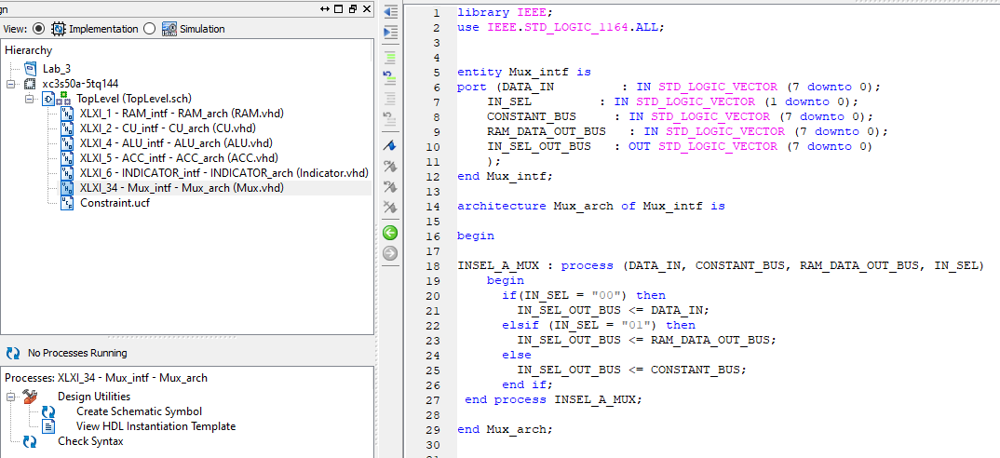 gn
View: Implementation Simulation
Hierarchy
Lab_3
xc3s50a-5tq144
TopLevel (TopLevel.sch)
XLXI_1 - RAM_intf - RAM_arch (RAM.vhd)
XLXI_2 - CU_intf - CU_arch (CU.vhd)
XLXI_4 - ALU_intf - ALU_arch (ALU.vhd)
XLXI_5 - ACC_intf - ACC_arch (ACC.vhd)
XLXI_6 - INDICATOR_intf - INDICATOR_arch (Indicator.vhd)
XLXI_34 - Mux_intf - Mux_arch (Mux.vhd)
Constraint.ucf
No Processes Running
Processes: XLXI_34 - Mux_intf - Mux_arch
Design Utilities
Create Schematic Symbol
View HDL Instantiation Template
Check Syntax
1 library IEEE;
2 use IEEE.STD_LOGIC_1164.ALL;
3
4
5 entity Mux_intf is
6 port (DATA_IN : IN STD_LOGIC_VECTOR (7 downto 0);
7 IN_SEL : IN STD_LOGIC_VECTOR (1 downto 0);
8 CONSTANT_BUS : IN STD_LOGIC_VECTOR (7 downto 0);
9 RAM_DATA_OUT_BUS : IN STD_LOGIC_VECTOR (7 downto 0);
10 IN_SEL_OUT_BUS : OUT STD_LOGIC_VECTOR (7 downto 0)
11 );
12 end Mux_intf;
13
14 architecture Mux_arch of Mux_intf is
15
16 begin
17
18 INSEL_A_MUX : process (DATA_IN, CONSTANT_BUS, RAM_DATA_OUT_BUS, IN_SEL)
19 begin
20 if(IN_SEL = "00") then
21 IN_SEL_OUT_BUS <= DATA_IN;
22 elsif (IN_SEL = "01") then
23 IN_SEL_OUT_BUS <= RAM_DATA_OUT_BUS;
24 else
25 IN_SEL_OUT_BUS <= CONSTANT_BUS;
26 end if;
27 end process INSEL_A_MUX;
28
29 end Mux_arch;
30